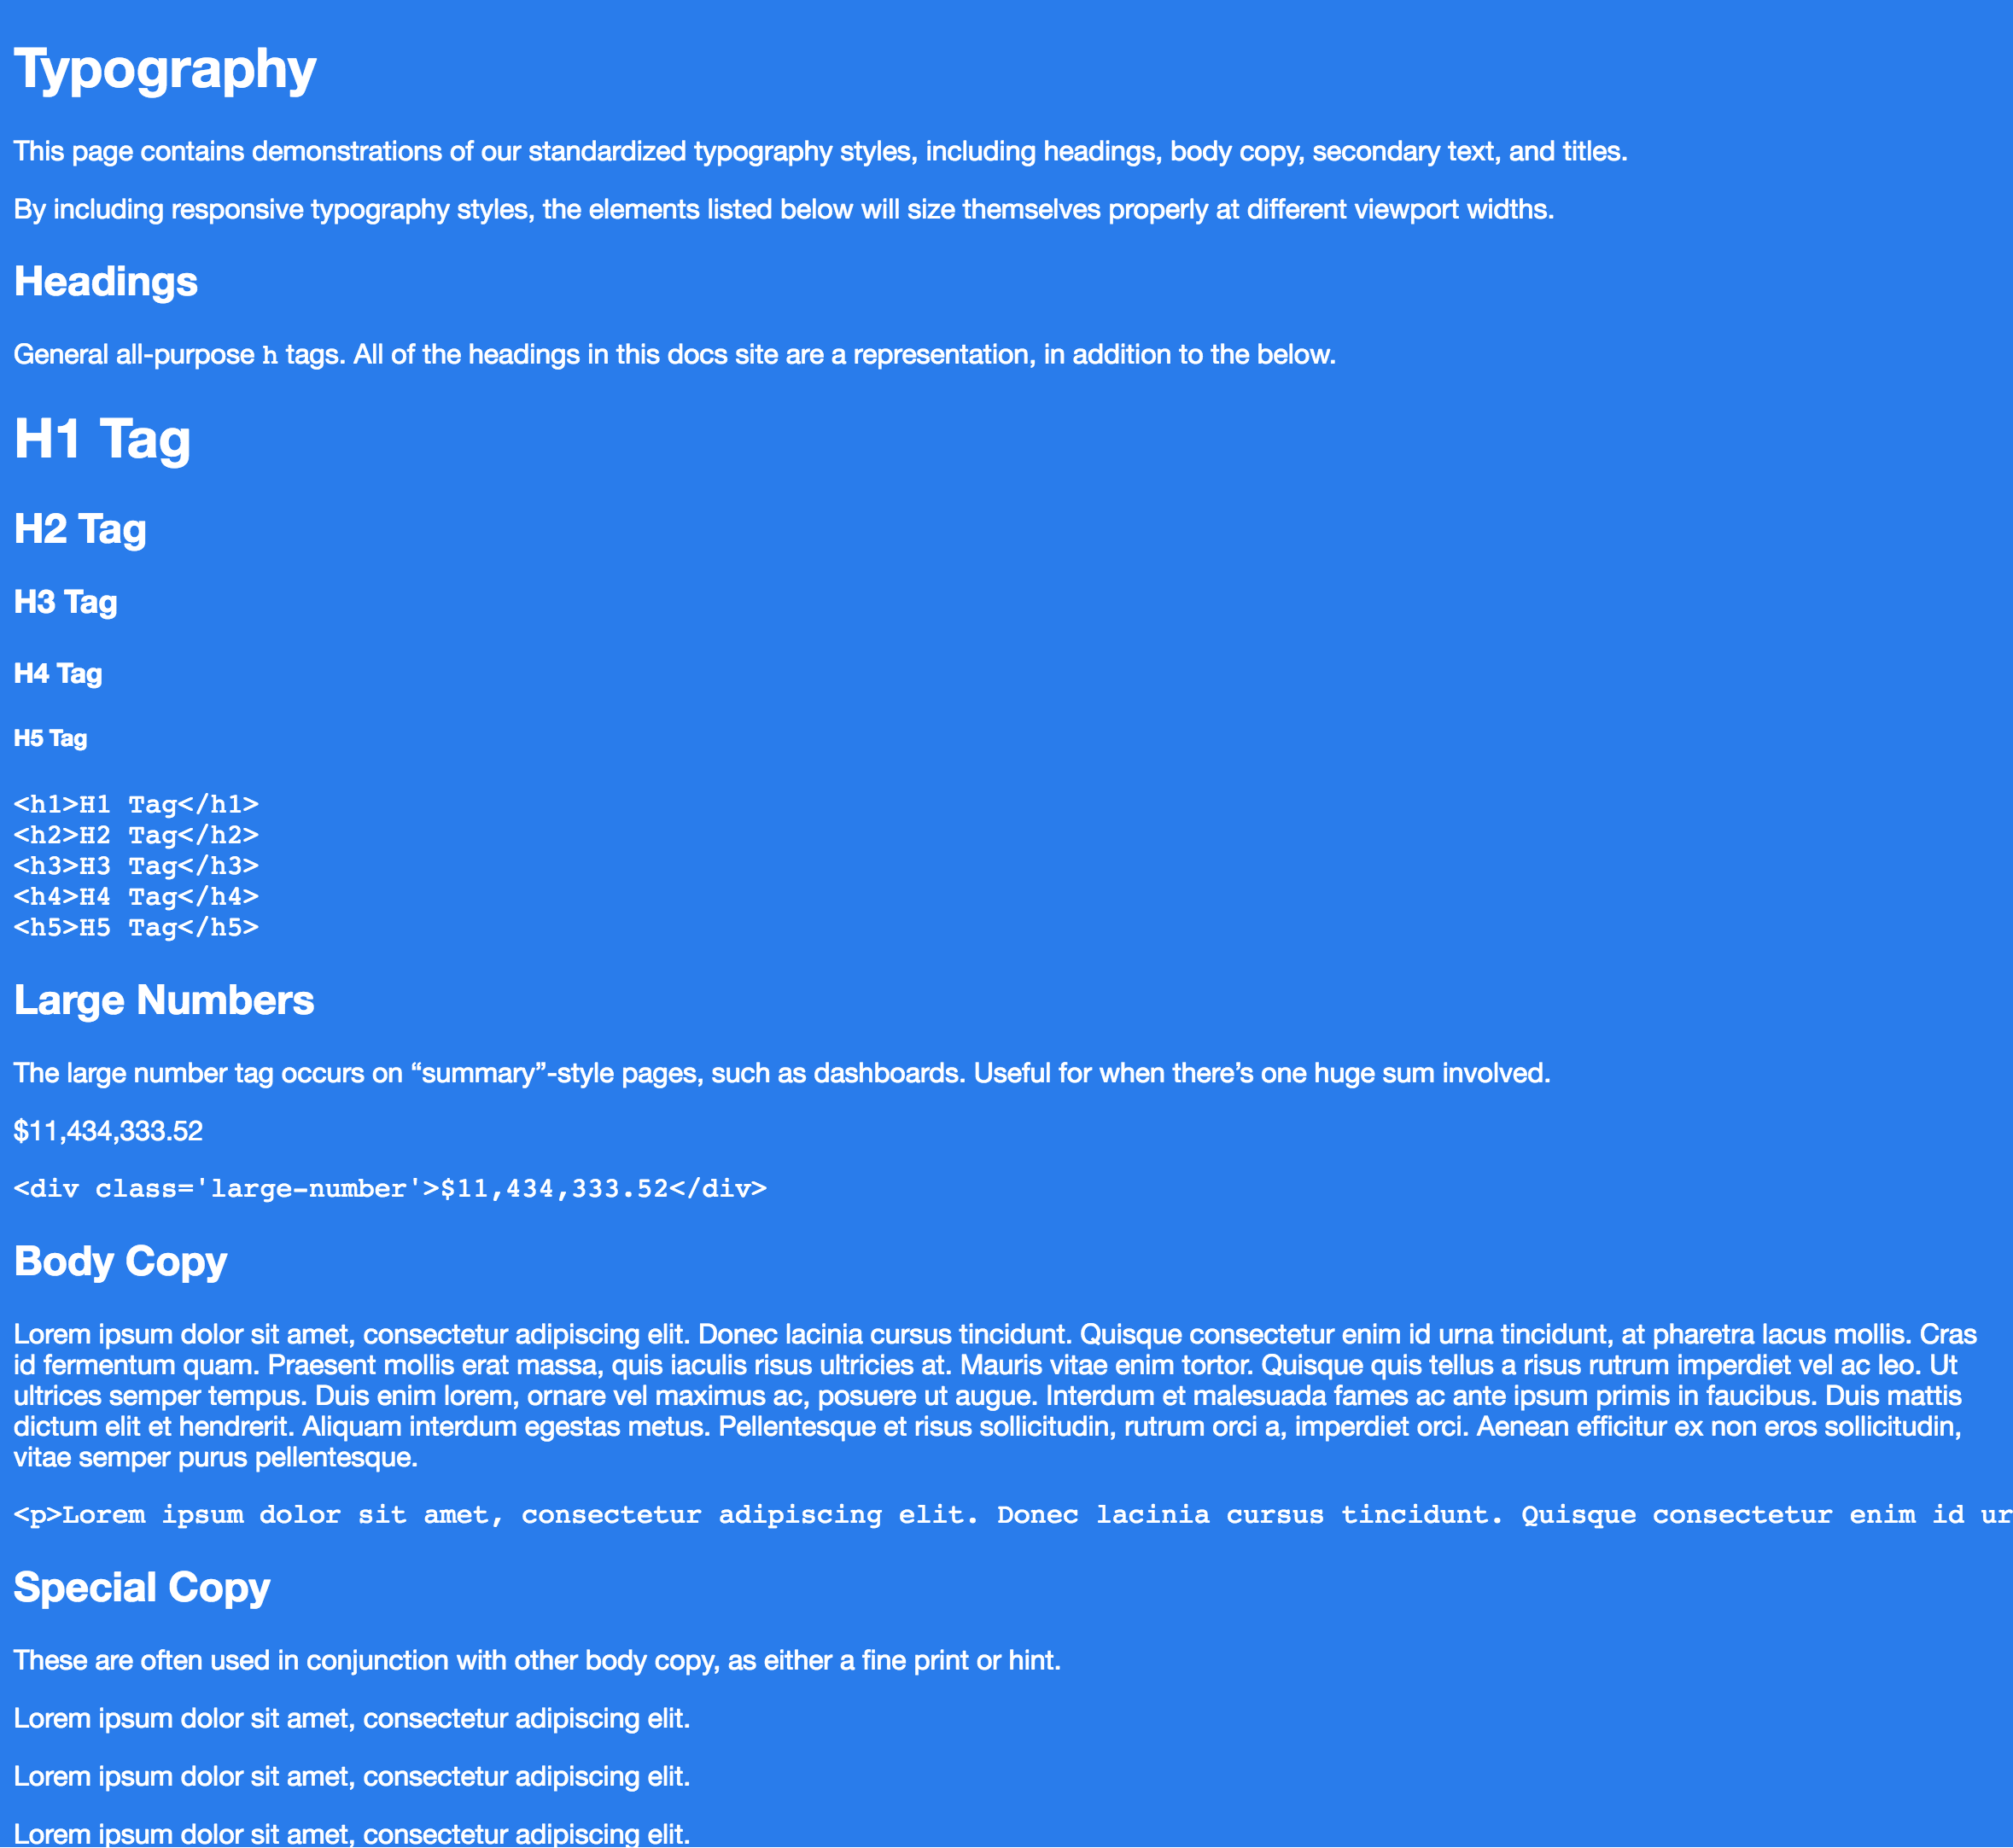 Typography
This page contains demonstrations of our standardized typography styles, including headings, body copy, secondary text, and titles.
By including responsive typography styles, the elements listed below will size themselves properly at different viewport widths.
Headings
General all-purpose h tags. All of the headings in this docs site are a representation, in addition to the below.
H1 Tag
H2 Tag
H3 Tag
H4 Tag
H5 Tag
<h1>H1 Tag</h1>
<h2>H2 Tag</h2>
<h3>H3 Tag</h3>
<h4>H4 Tag</h4>
<h5>H5 Tag</h5>
Large Numbers
The large number tag occurs on “summary”-style pages, such as dashboards. Useful for when there’s one huge sum involved.
$11,434,333.52
<div class='large-number'>$11,434,333.52</div>
Body Copy
Lorem ipsum dolor sit amet, consectetur adipiscing elit. Donec lacinia cursus tincidunt. Quisque consectetur enim id urna tincidunt, at pharetra lacus mollis. Cras
id fermentum quam. Praesent mollis erat massa, quis iaculis risus ultricies at. Mauris vitae enim tortor. Quisque quis tellus a risus rutrum imperdiet vel ac leo. Ut
ultrices semper tempus. Duis enim lorem, ornare vel maximus ac, posuere ut augue. Interdum et malesuada fames ac ante ipsum primis in faucibus. Duis mattis
dictum elit et hendrerit. Aliquam interdum egestas metus. Pellentesque et risus sollicitudin, rutrum orci a, imperdiet orci. Aenean efficitur ex non eros sollicitudin,
vitae semper purus pellentesque.
<p>Lorem ipsum dolor sit amet, consectetur adipiscing elit. Donec lacinia cursus tincidunt. Quisque consectetur enim id ur
Special Copy
These are often used in conjunction with other body copy, as either a fine print or hint.
Lorem ipsum dolor sit amet, consectetur adipiscing elit.
Lorem ipsum dolor sit amet, consectetur adipiscing elit.
Lorem ipsum dolor sit amet, consectetur adipiscing elit.